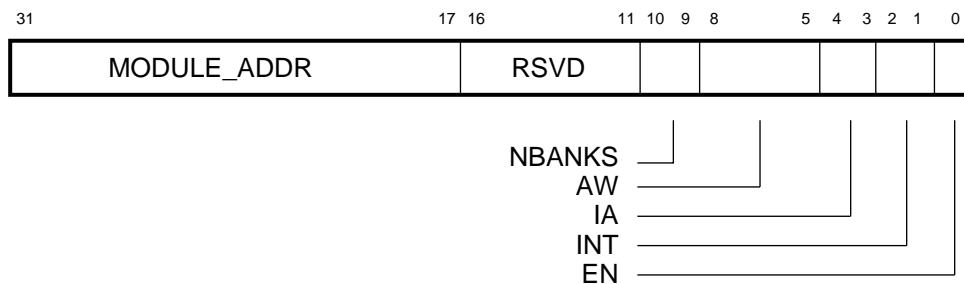 31 17 16 11 10 9 8 5 4 3 2 1 0
MODULE_ADDR RSVD
NBANKS
AW
IA
INT
EN